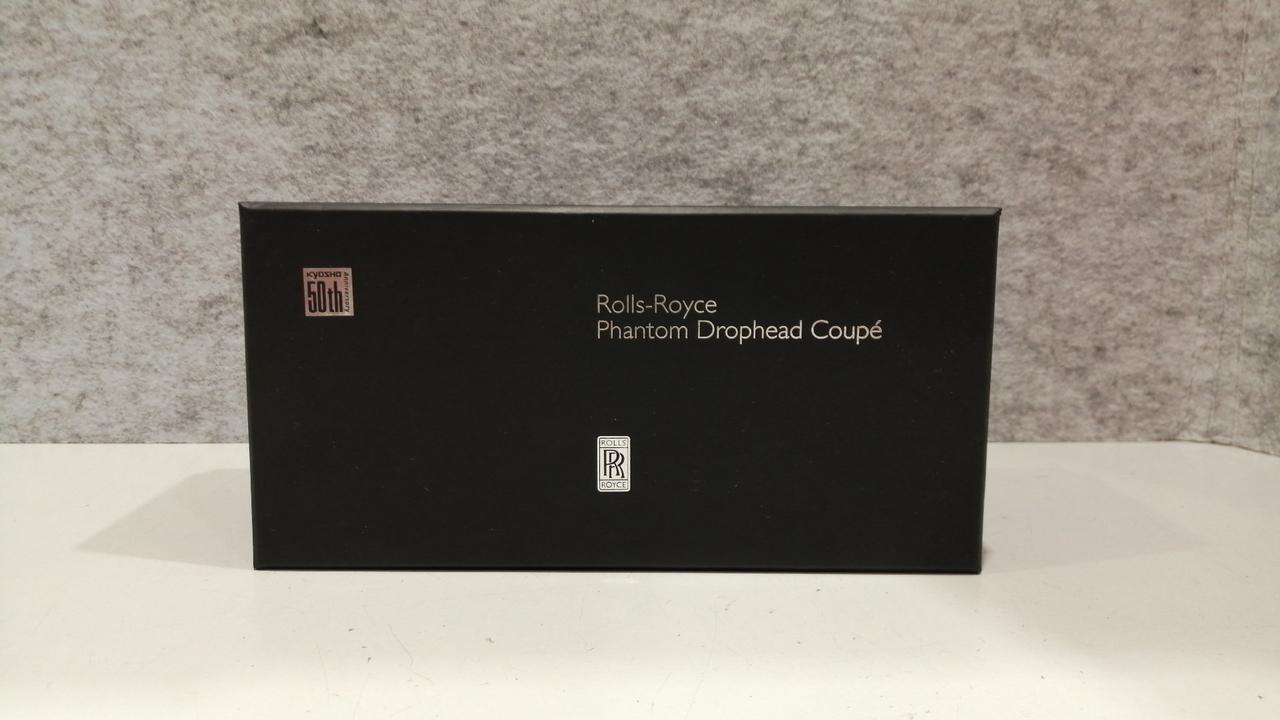 KYOSHO
50th
Anniversary
Rolls-Royce
Phantom Drophead Coupé
ROLLS
RR
ROYCE